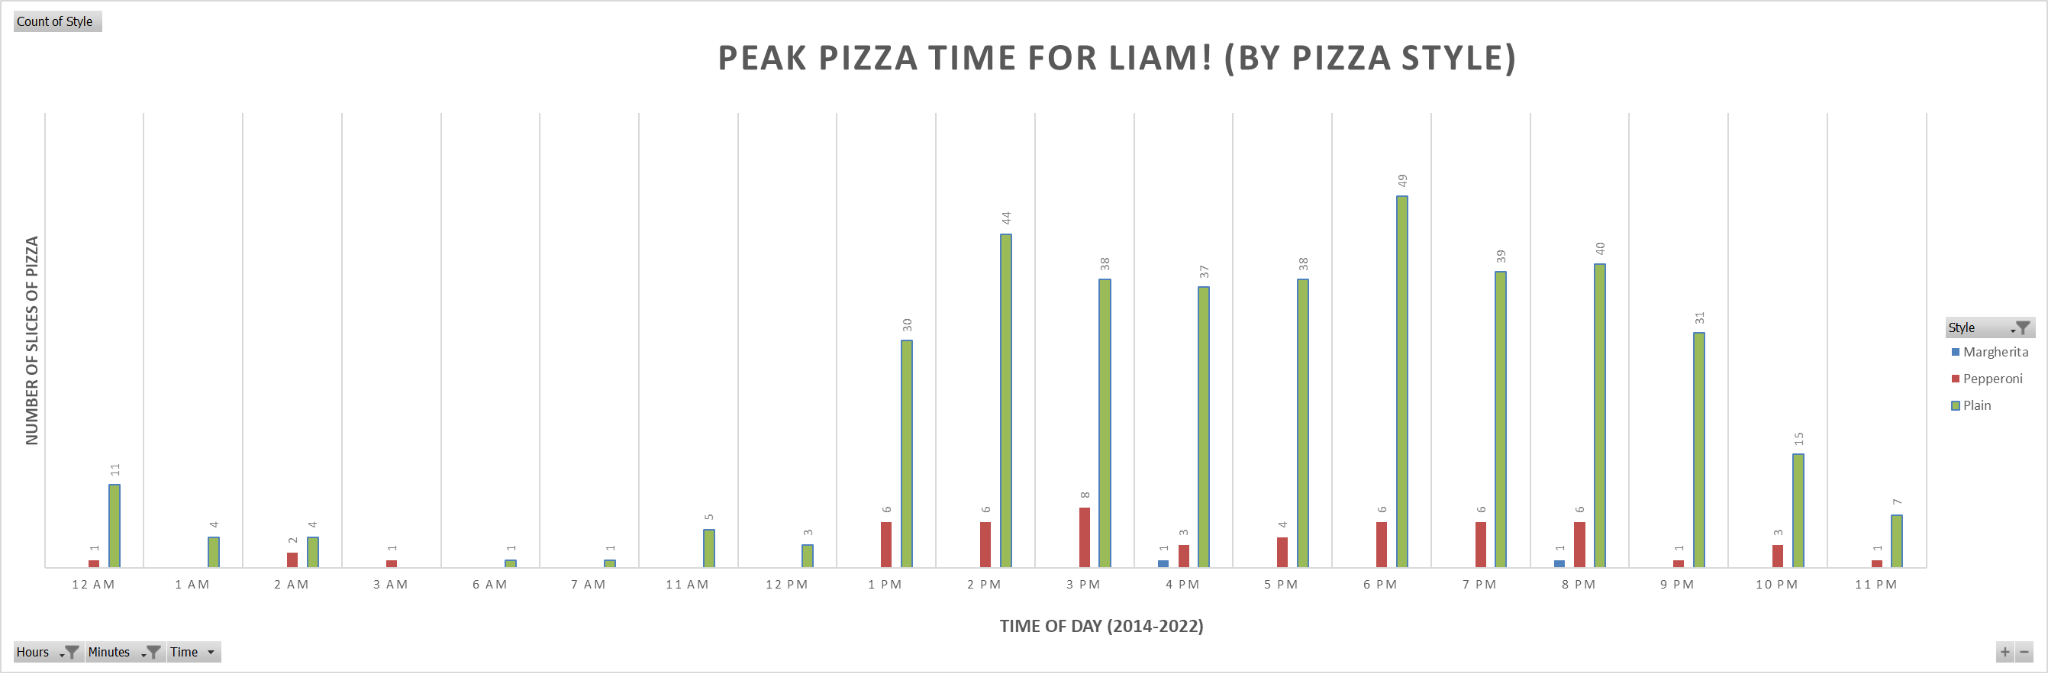 Count of Style
PEAK PIZZA TIME FOR LIAM! (BY PIZZA STYLE)
NUMBER OF SLICES OF PIZZA
1 11
4
2 4
1
1
1
5
3
6 30
6 44
8 38
1 3 37
4 38
6 49
6 39
1 6 40
1 31
3 15
1 7
12 AM 1 AM 2 AM 3 AM 6 AM 7 AM 11 AM 12 PM 1 PM 2 PM 3 PM 4 PM 5 PM 6 PM 7 PM 8 PM 9 PM 10 PM 11 PM
TIME OF DAY (2014-2022)
Style
Margherita
Pepperoni
Plain
Hours Minutes Time
+ −